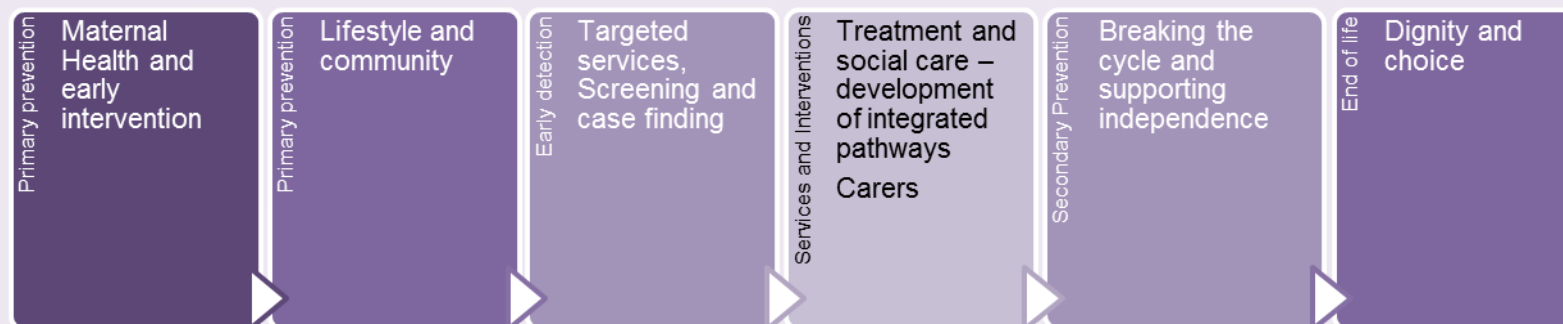 Primary prevention
Maternal
Health and
early
intervention
Primary prevention
Lifestyle and
community
Early detection
Targeted
services,
Screening and
case finding
Services and Interventions
Treatment and
social care –
development
of integrated
pathways
Carers
Secondary Prevention
Breaking the
cycle and
supporting
independence
End of life
Dignity and
choice